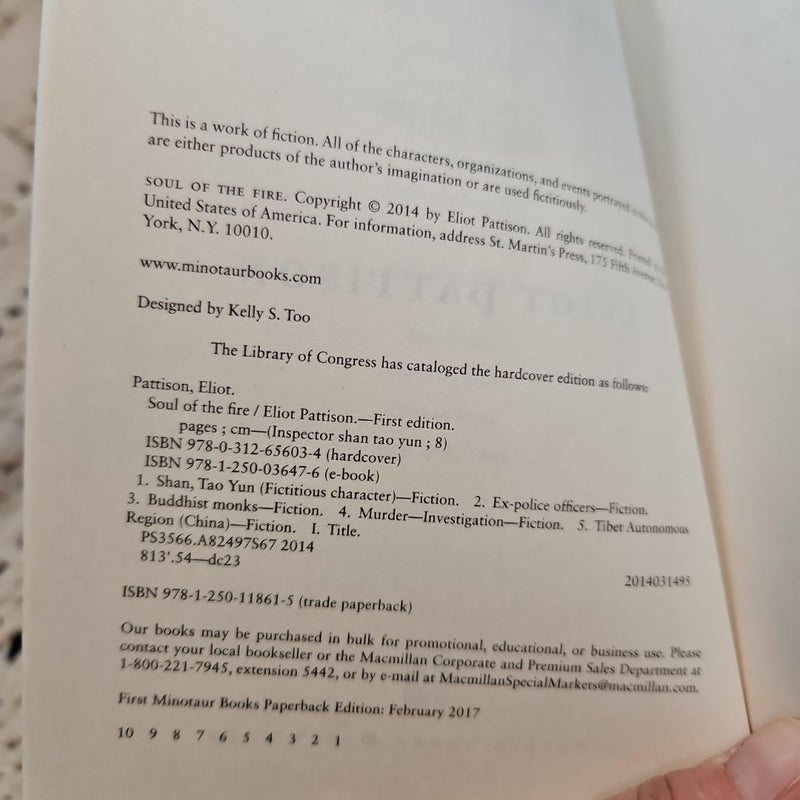 This is a work of fiction. All of the characters, organizations, and events portrayed in this
are either products of the author's imagination or are used fictitiously.
SOUL OF THE FIRE. Copyright © 2014 by Eliot Pattison. All rights reserved. Printed in
United States of America. For information, address St. Martin's Press, 175 Fifth Avenue,
York, N.Y. 10010.
www.minotaurbooks.com
Designed by Kelly S. Too
The Library of Congress has cataloged the hardcover edition as follows:
Pattison, Eliot.
Soul of the fire / Eliot Pattison.—First edition.
pages ; cm—(Inspector shan tao yun ; 8)
ISBN 978-0-312-65603-4 (hardcover)
ISBN 978-1-250-03647-6 (e-book)
1. Shan, Tao Yun (Fictitious character)—Fiction. 2. Ex-police officers—Fiction.
3. Buddhist monks—Fiction. 4. Murder—Investigation—Fiction. 5. Tibet Autonomous
Region (China)—Fiction. I. Title.
PS3566.A82497S67 2014
813'.54—dc23
2014031495
ISBN 978-1-250-11861-5 (trade paperback)
Our books may be purchased in bulk for promotional, educational, or business use. Please
contact your local bookseller or the Macmillan Corporate and Premium Sales Department at
1-800-221-7945, extension 5442, or by e-mail at MacmillanSpecialMarkets@macmillan.com.
First Minotaur Books Paperback Edition: February 2017
10 9 8 7 6 5 4 3 2 1